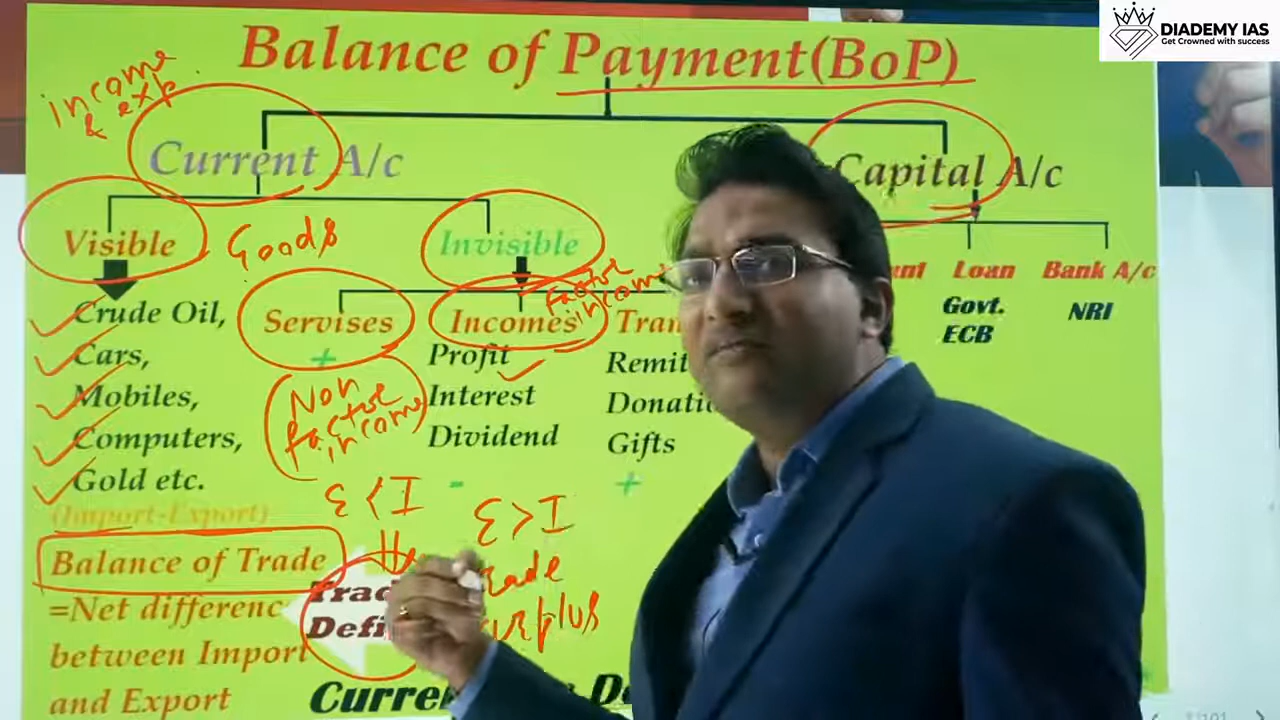 DIADEMY IAS
Get Crowned with success
Balance of Payment(BoP)
income
& exp.
Current A/c
Capital A/c
Visible
Goods
Invisible
Loan
Bank A/c
Govt.
ECB
NRI
Factor
income
Servises
Incomes
+
Non
factor
income
Profit
Interest
Dividend
-
Gifts
+
Crude Oil,
Cars,
Mobiles,
Computers,
Gold etc.
(Import-Export)
E < I
E > I
Balance of Trade
=Net differenc
between Import
and Export